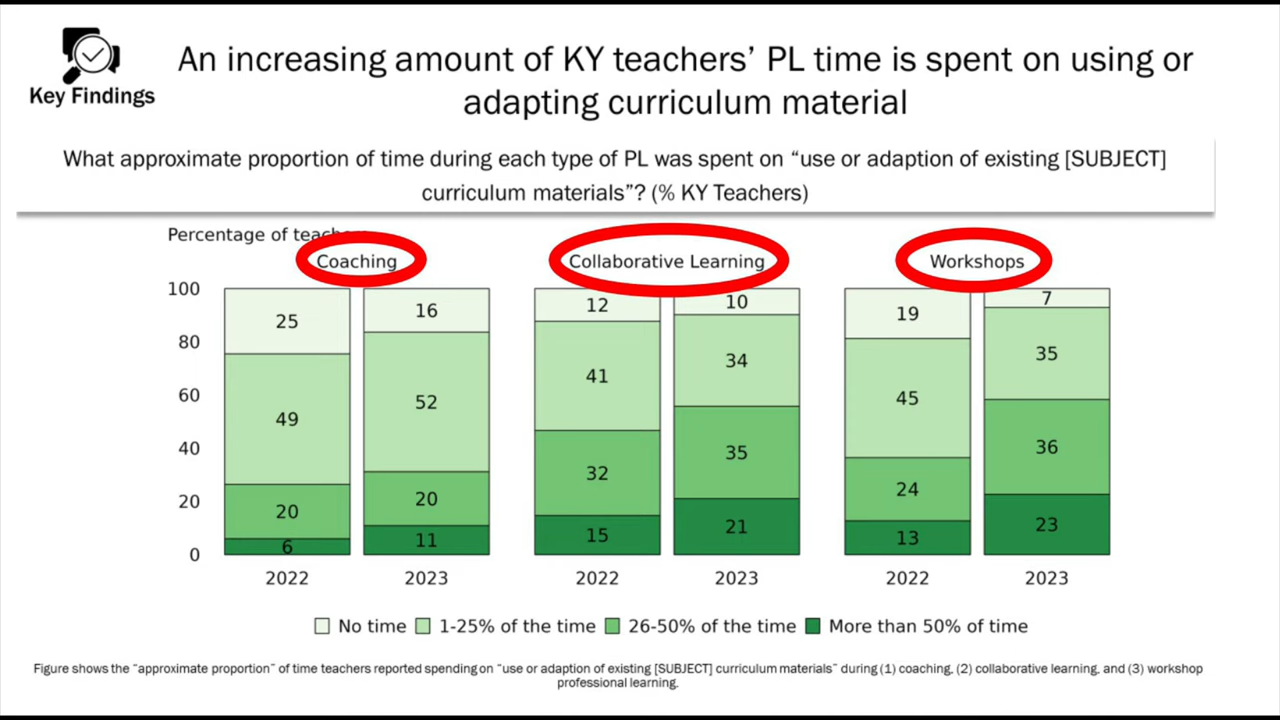 An increasing amount of KY teachers’ PL time is spent on using or
adapting curriculum material
Key Findings
What approximate proportion of time during each type of PL was spent on “use or adaption of existing [SUBJECT]
curriculum materials”? (% KY Teachers)
Percentage of
Coaching
Collaborative Learning
Workshops
100
80
60
40
20
0
25
49
20
6
16
52
20
11
12
41
32
15
10
34
35
21
19
45
24
13
7
35
36
23
2022
2023
2022
2023
2022
2023
No time
1-25% of the time
26-50% of the time
More than 50% of time
Figure shows the “approximate proportion” of time teachers reported spending on “use or adaption of existing [SUBJECT] curriculum materials” during (1) coaching, (2) collaborative learning, and (3) workshop
professional learning.